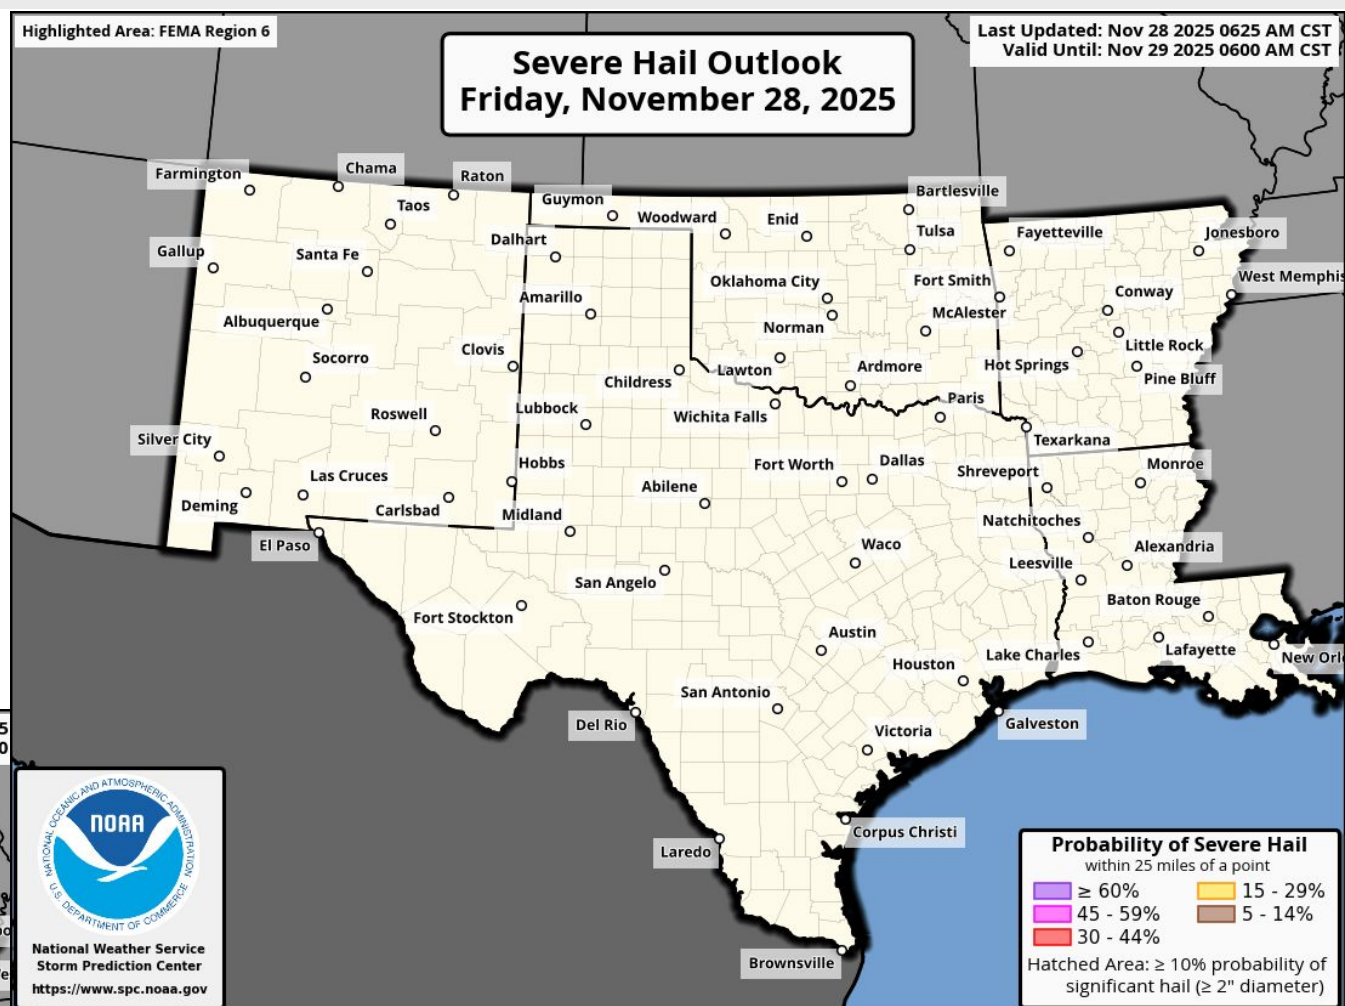 Highlighted Area: FEMA Region 6
Last Updated: Nov 28 2025 0625 AM CST
Valid Until: Nov 29 2025 0600 AM CST
Severe Hail Outlook
Friday, November 28, 2025
Farmington
Chama
Raton
Taos
Guymon
Woodward
Enid
Bartlesville
Tulsa
Fayetteville
Jonesboro
Gallup
Santa Fe
Dalhart
Oklahoma City
Fort Smith
West Memphis
Albuquerque
Amarillo
Norman
McAlester
Conway
Little Rock
Socorro
Clovis
Childress
Lawton
Ardmore
Hot Springs
Pine Bluff
Roswell
Lubbock
Wichita Falls
Paris
Texarkana
Silver City
Las Cruces
Hobbs
Abilene
Fort Worth
Dallas
Shreveport
Monroe
Deming
Carlsbad
Midland
Natchitoches
El Paso
San Angelo
Waco
Leesville
Alexandria
Fort Stockton
Austin
Baton Rouge
Houston
Lake Charles
Lafayette
New Orl
San Antonio
Del Rio
Victoria
Galveston
Corpus Christi
Laredo
Brownsville
5
0
NATIONAL OCEANIC AND ATMOSPHERIC ADMINISTRATION
NOAA
U.S. DEPARTMENT OF COMMERCE
National Weather Service
Storm Prediction Center
https://www.spc.noaa.gov
Probability of Severe Hail
within 25 miles of a point
≥ 60%
15 - 29%
45 - 59%
5 - 14%
30 - 44%
Hatched Area: ≥ 10% probability of
significant hail (≥ 2" diameter)